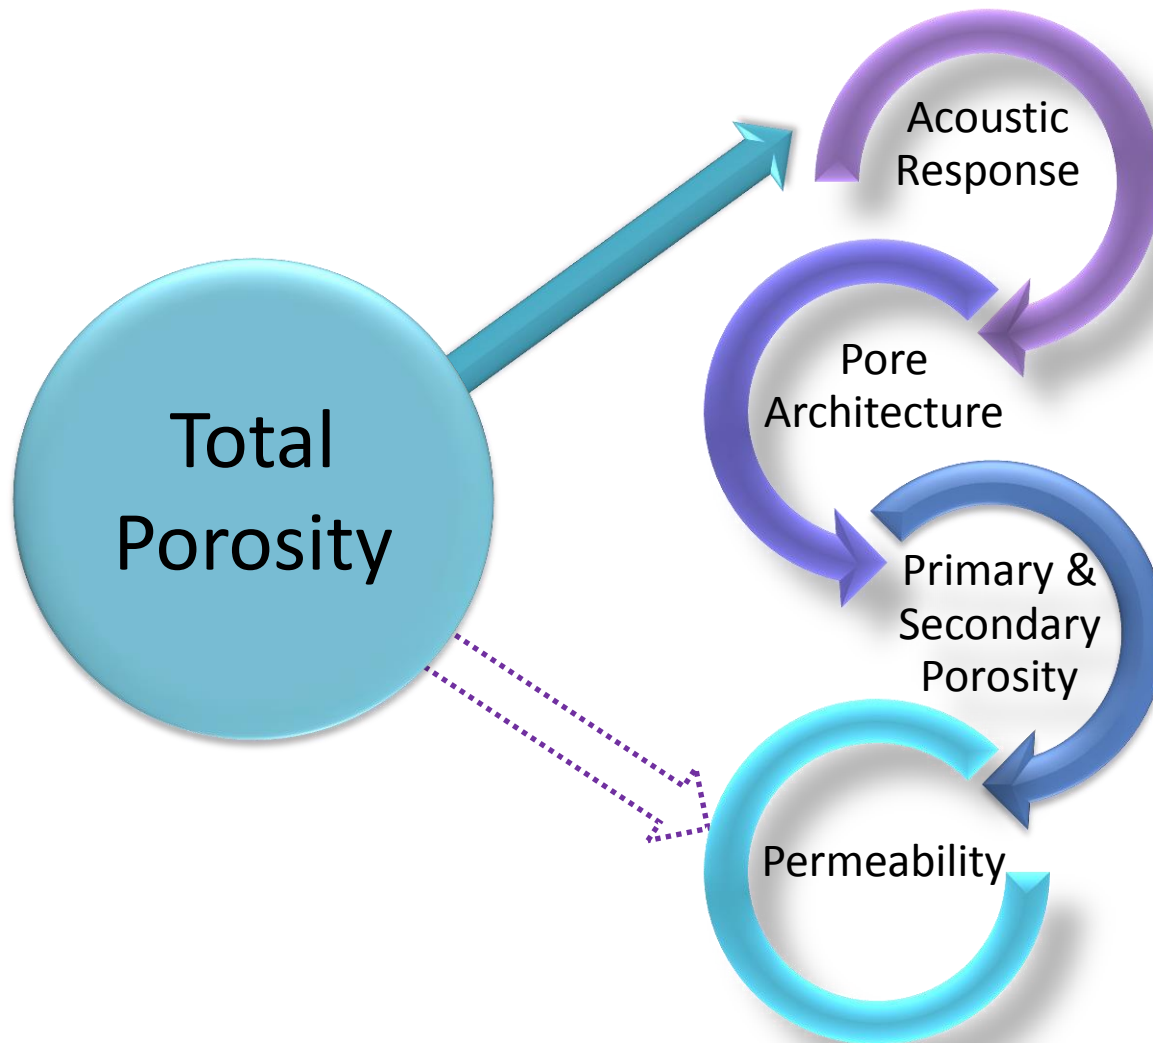 Total
Porosity
Acoustic
Response
Pore
Architecture
Primary &
Secondary
Porosity
Permeability